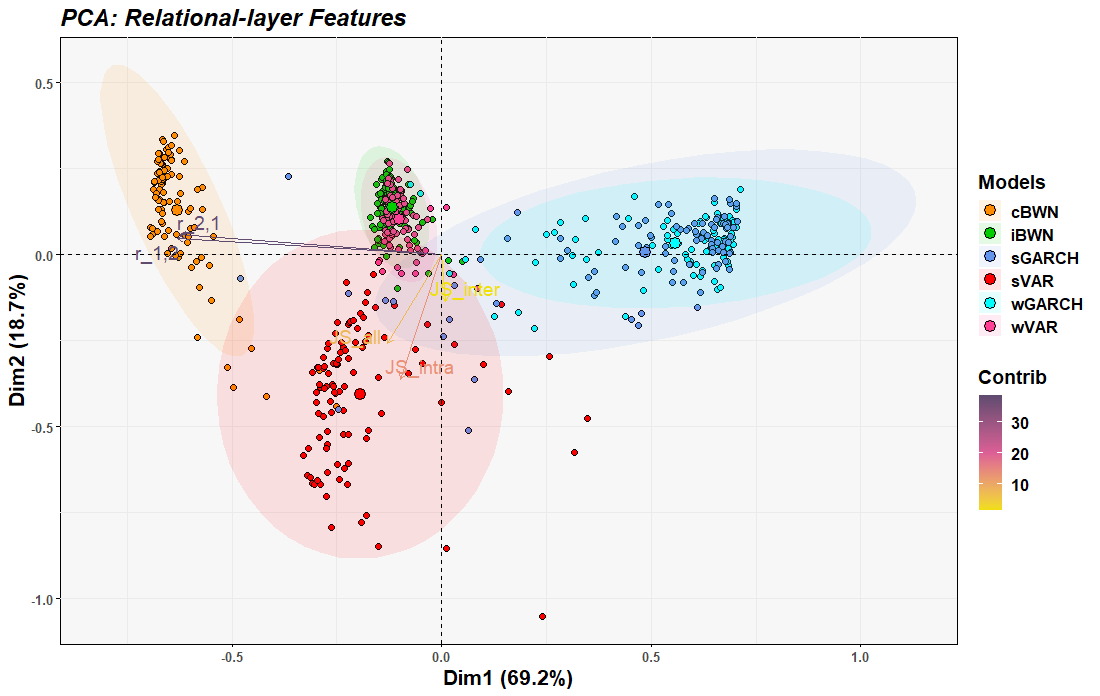 PCA: Relational-layer Features
Dim2 (18.7%)
0.5
0.0
-0.5
-1.0
r_2,1
r_1,2
JS_inter
JS_all
JS_intra
-0.5
0.0
0.5
1.0
Dim1 (69.2%)
Models
cBWN
iBWN
sGARCH
sVAR
wGARCH
wVAR
Contrib
30
20
10